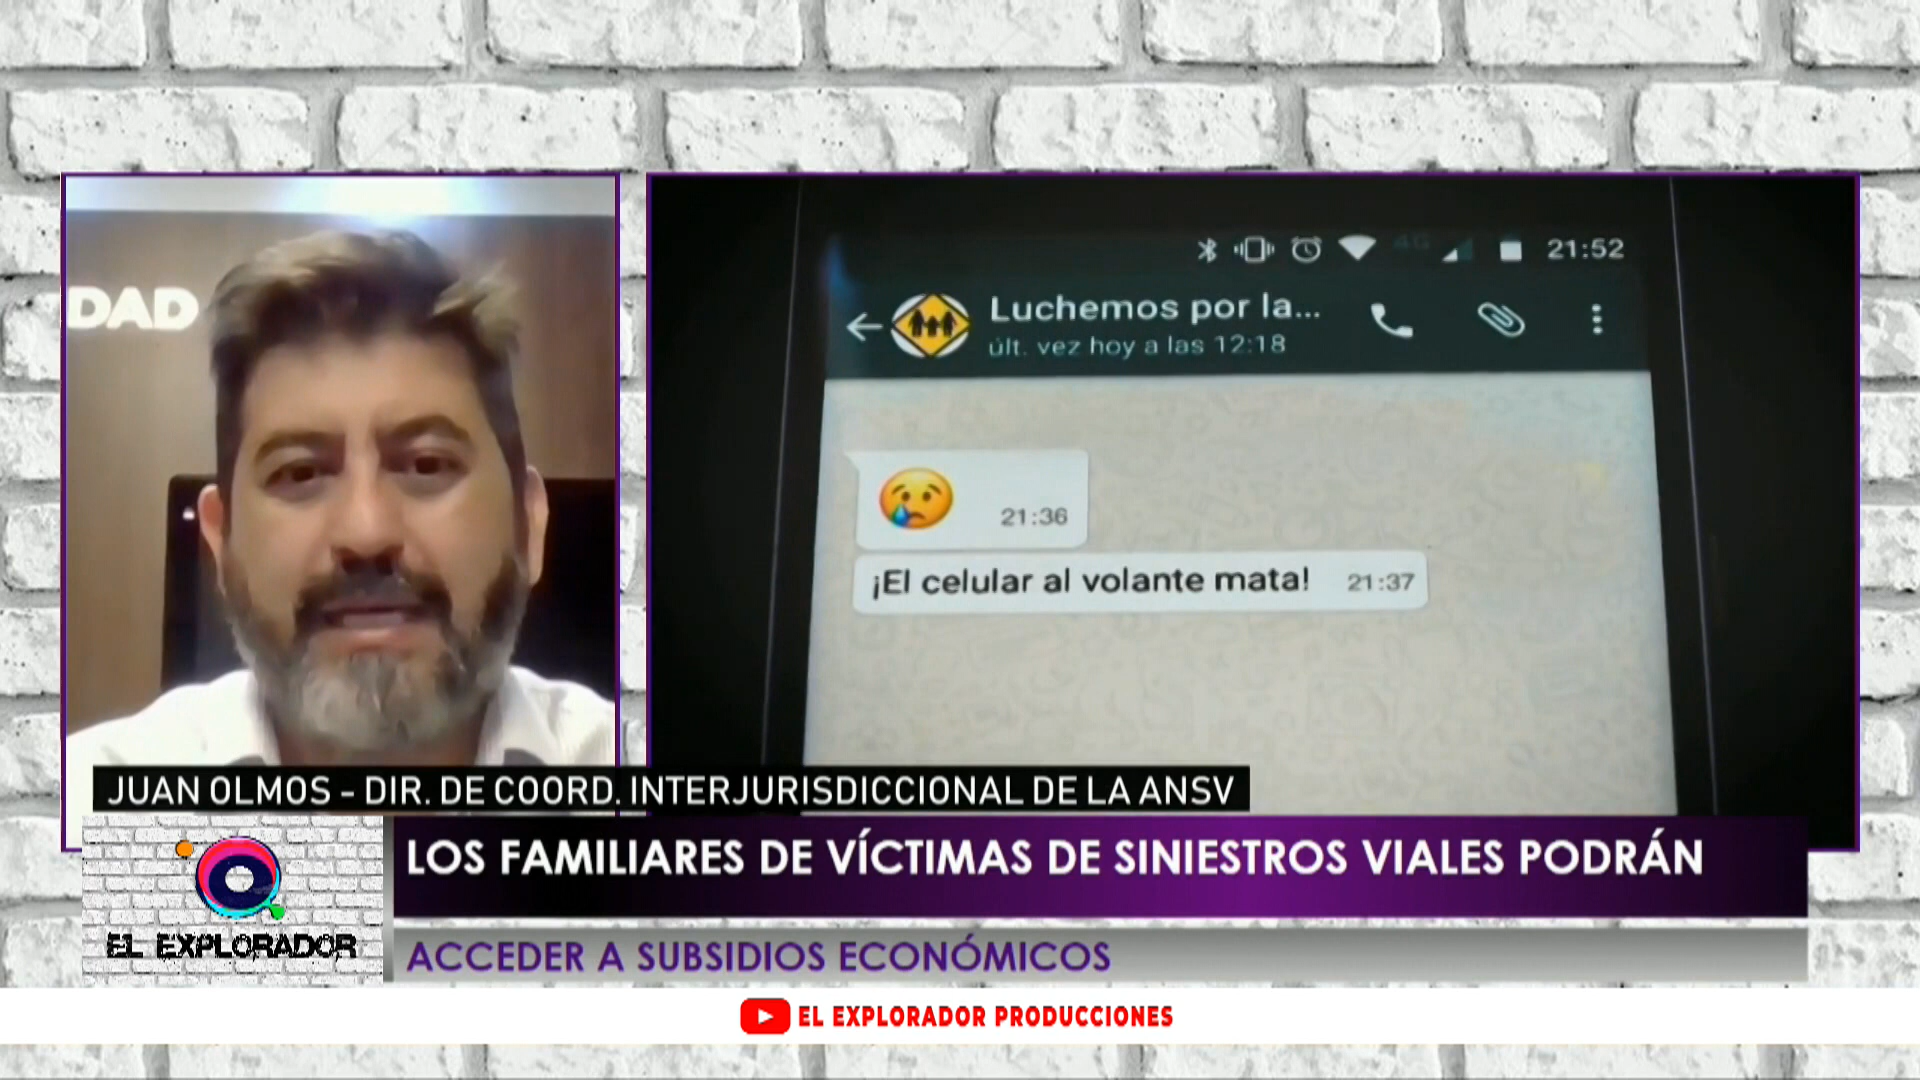 DAD
21:52
Luchemos por la...
últ. vez hoy a las 12:18
21:36
¡El celular al volante mata! 21:37
JUAN OLMOS - DIR. DE COORD. INTERJURISDICCIONAL DE LA ANSV
LOS FAMILIARES DE VÍCTIMAS DE SINIESTROS VIALES PODRÁN
EL EXPLORADOR
ACCEDER A SUBSIDIOS ECONÓMICOS
EL EXPLORADOR PRODUCCIONES